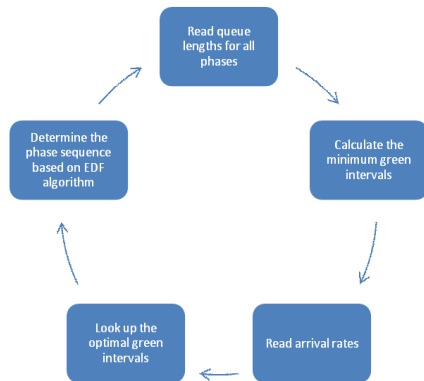 Read queue
lengths for all
phases
Calculate the
minimum green
intervals
Read arrival rates
Look up the
optimal green
intervals
Determine the
phase sequence
based on EDF
algorithm